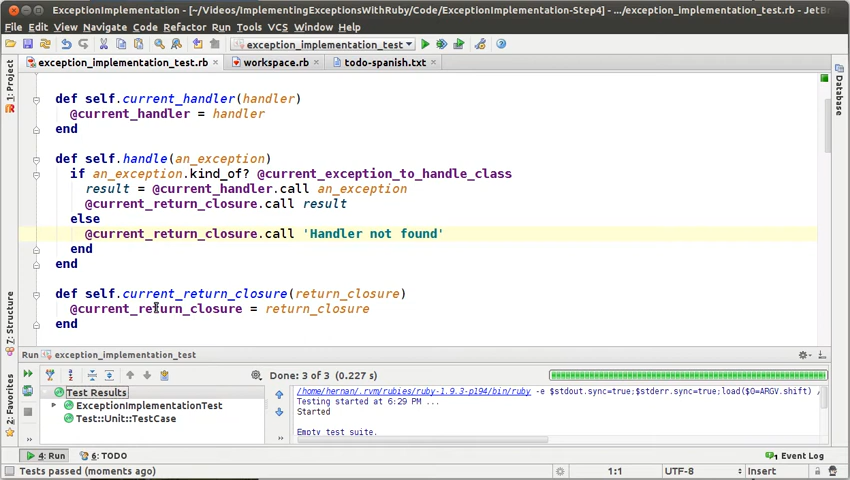 ExceptionImplementation - [~/Videos/ImplementingExceptionsWithRuby/Code/ExceptionImplementation-Step4] - .../exception_implementation_test.rb - JetBr
File Edit View Navigate Code Refactor Run Tools VCS Window Help
exception_implementation_test
exception_implementation_test.rb workspace.rb todo-spanish.txt
1: Project
Database
def self.current_handler(handler)
@current_handler = handler
end
def self.handle(an_exception)
if an_exception.kind_of? @current_exception_to_handle_class
result = @current_handler.call an_exception
@current_return_closure.call result
else
@current_return_closure.call 'Handler not found'
end
end
def self.current_return_closure(return_closure)
@current_return_closure = return_closure
end
7: Structure
2: Favorites
Run exception_implementation_test
Done: 3 of 3 (0.227 s)
Test Results
ExceptionImplementationTest
Test::Unit::TestCase
/home/hernan/.rvm/rubies/ruby-1.9.3-p194/bin/ruby -e $stdout.sync=true;$stderr.sync=true;load($0=ARGV.shift) /
Testing started at 6:29 PM ...
Started
Empty test suite.
4: Run 6: TODO Event Log
Tests passed (moments ago) 1:1 UTF-8 Insert